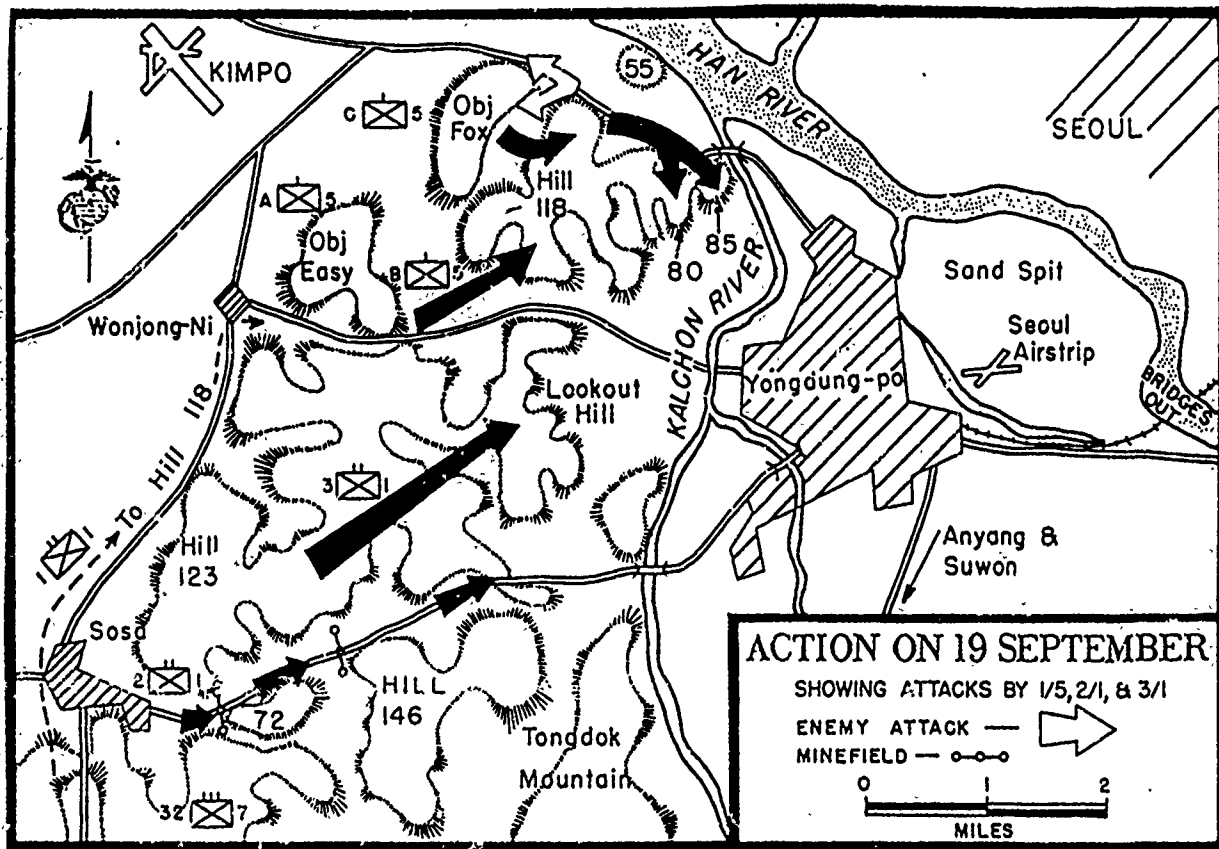 KIMPO
55
HAN RIVER
SEOUL
C 5
Obj
Fox
A 5
Hill
118
Obj
Easy
B 5
85
80
KALCHON RIVER
Sand Spit
Seoul
Airstrip
BRIDGES
OUT
Wonjong-Ni
Yongdung-po
Lookout
Hill
To Hill 118
3 1
1 1
Hill
123
Anyang &
Suwon
Sosa
2 1
72
HILL
146
Tongdok
Mountain
32 7
ACTION ON 19 SEPTEMBER
SHOWING ATTACKS BY 1/5, 2/1, & 3/1
ENEMY ATTACK
MINEFIELD
0 1 2
MILES